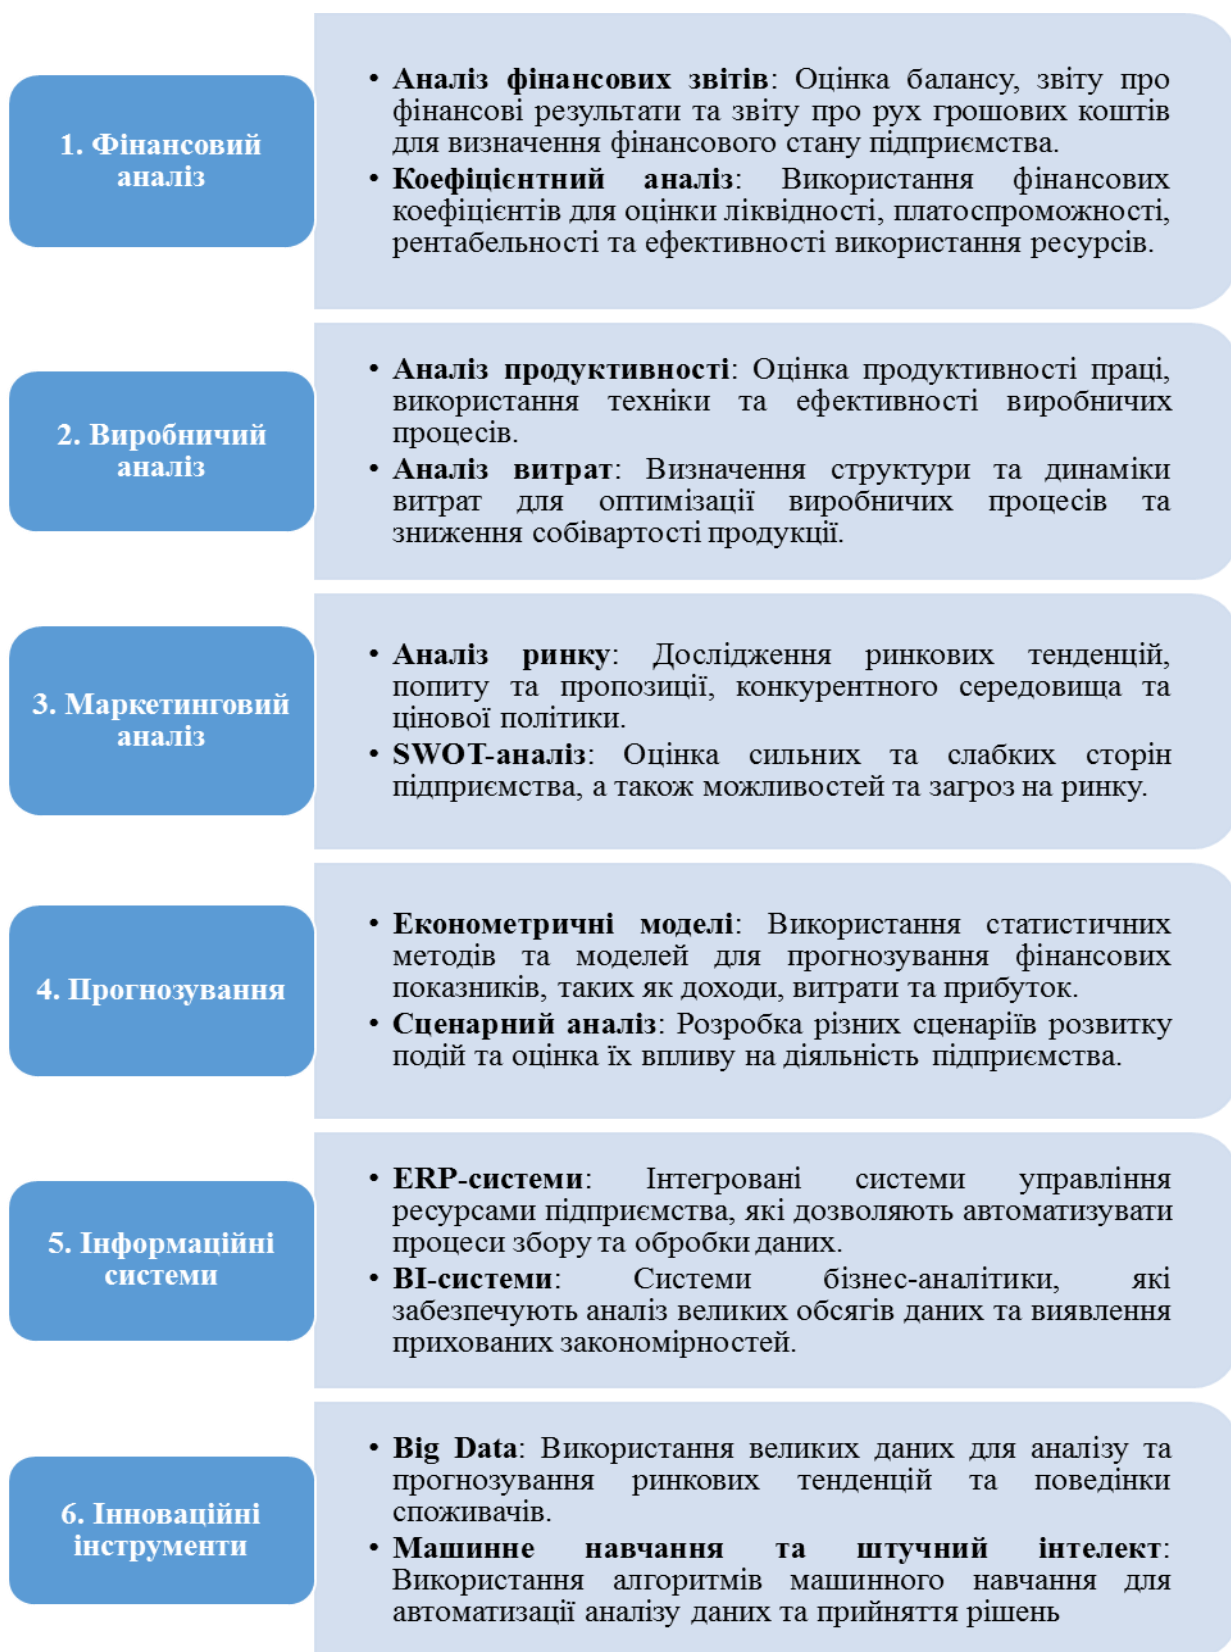 1. Фінансовий
аналіз
• Аналіз фінансових звітів: Оцінка балансу, звіту про
фінансові результати та звіту про рух грошових коштів
для визначення фінансового стану підприємства.
• Коефіцієнтний аналіз: Використання фінансових
коефіцієнтів для оцінки ліквідності, платоспроможності,
рентабельності та ефективності використання ресурсів.
2. Виробничий
аналіз
• Аналіз продуктивності: Оцінка продуктивності праці,
використання техніки та ефективності виробничих
процесів.
• Аналіз витрат: Визначення структури та динаміки
витрат для оптимізації виробничих процесів та
зниження собівартості продукції.
3. Маркетинговий
аналіз
• Аналіз ринку: Дослідження ринкових тенденцій,
попиту та пропозиції, конкурентного середовища та
цінової політики.
• SWOT-аналіз: Оцінка сильних та слабких сторін
підприємства, а також можливостей та загроз на ринку.
4. Прогнозування
• Економетричні моделі: Використання статистичних
методів та моделей для прогнозування фінансових
показників, таких як доходи, витрати та прибуток.
• Сценарний аналіз: Розробка різних сценаріїв розвитку
подій та оцінка їх впливу на діяльність підприємства.
5. Інформаційні
системи
• ERP-системи: Інтегровані системи управління
ресурсами підприємства, які дозволяють автоматизувати
процеси збору та обробки даних.
• BI-системи: Системи бізнес-аналітики, які
забезпечують аналіз великих обсягів даних та виявлення
прихованих закономірностей.
6. Інноваційні
інструменти
• Big Data: Використання великих даних для аналізу та
прогнозування ринкових тенденцій та поведінки
споживачів.
• Машинне навчання та штучний інтелект:
Використання алгоритмів машинного навчання для
автоматизації аналізу даних та прийняття рішень